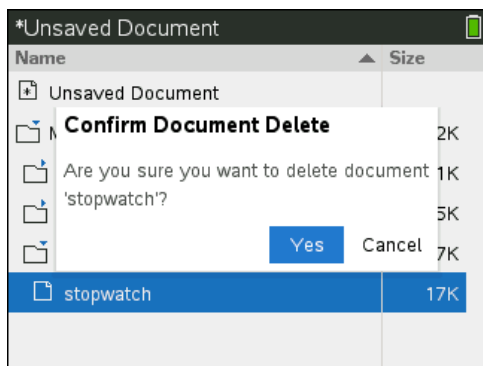 *Unsaved Document
Name Size
Unsaved Document
Confirm Document Delete
2K
Are you sure you want to delete document
1K
'stopwatch'?
5K
Yes Cancel
7K
stopwatch 17K